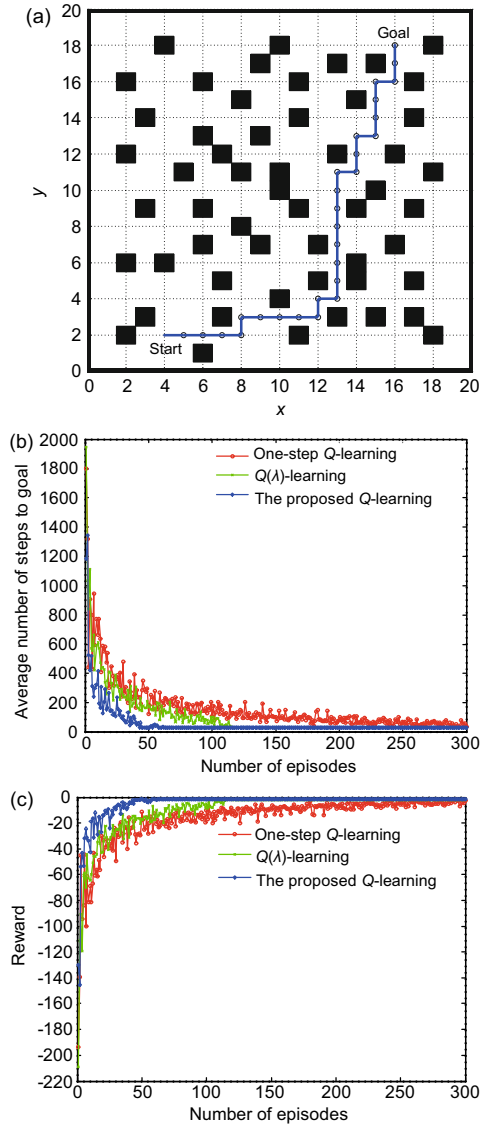 (a)
20
18
16
14
12
10
8
6
4
2
0
y
Goal
Start
0 2 4 6 8 10 12 14 16 18 20
x
(b)
2000
1800
1600
1400
1200
1000
800
600
400
200
0
Average number of steps to goal
One-step Q-learning
Q(λ)-learning
The proposed Q-learning
0 50 100 150 200 250 300
Number of episodes
(c)
0
-20
-40
-60
-80
-100
-120
-140
-160
-180
-200
-220
Reward
One-step Q-learning
Q(λ)-learning
The proposed Q-learning
0 50 100 150 200 250 300
Number of episodes